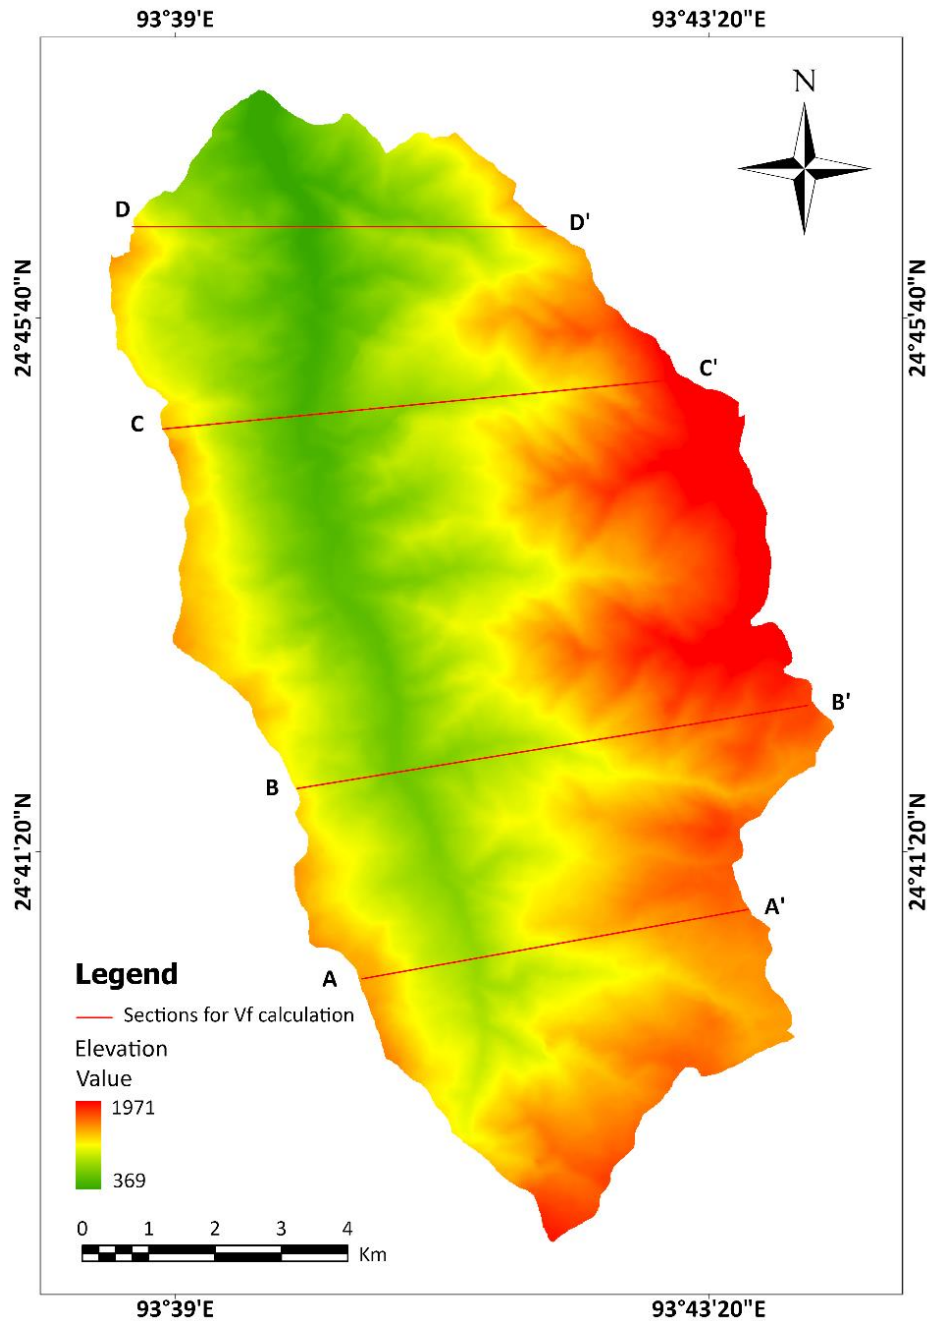 93°39'E 93°43'20"E
N
D
D'
24°45'40"N
24°45'40"N
C'
C
B'
B
24°41'20"N
24°41'20"N
A'
A
Legend
Sections for Vf calculation
Elevation
Value
1971
369
0 1 2 3 4
Km
93°39'E 93°43'20"E